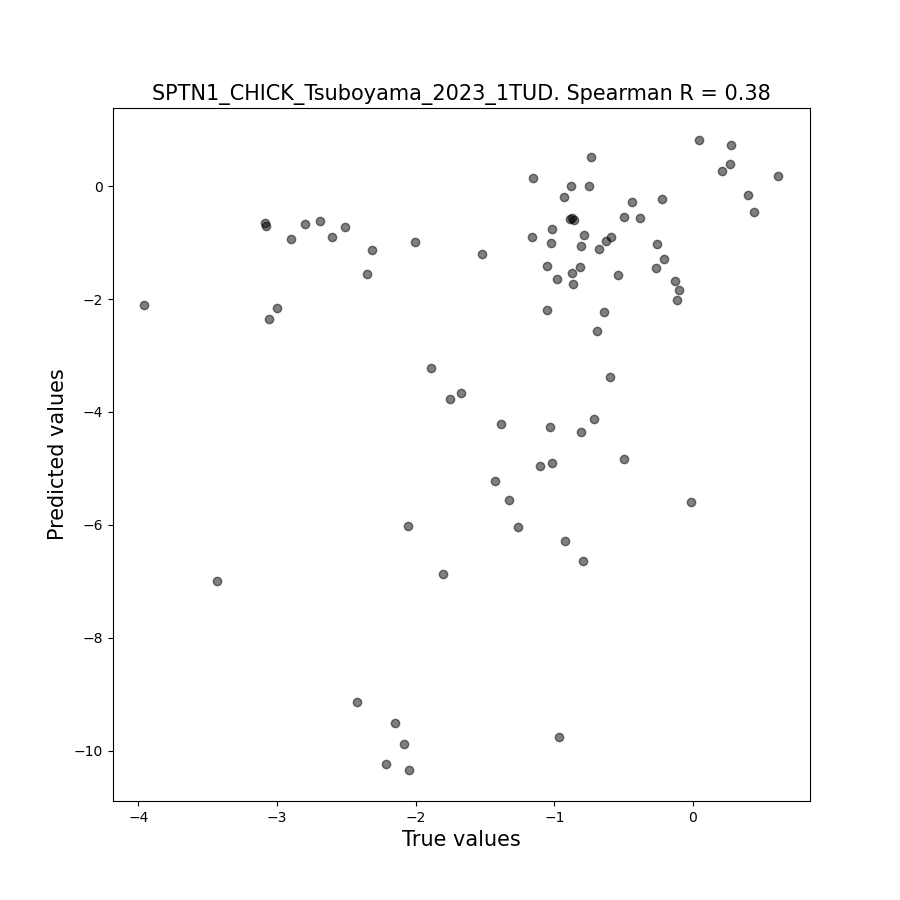 SPTN1_CHICK_Tsuboyama_2023_1TUD. Spearman R = 0.38
0
−2
−4
−6
−8
−10
Predicted values
−4 −3 −2 −1 0
True values